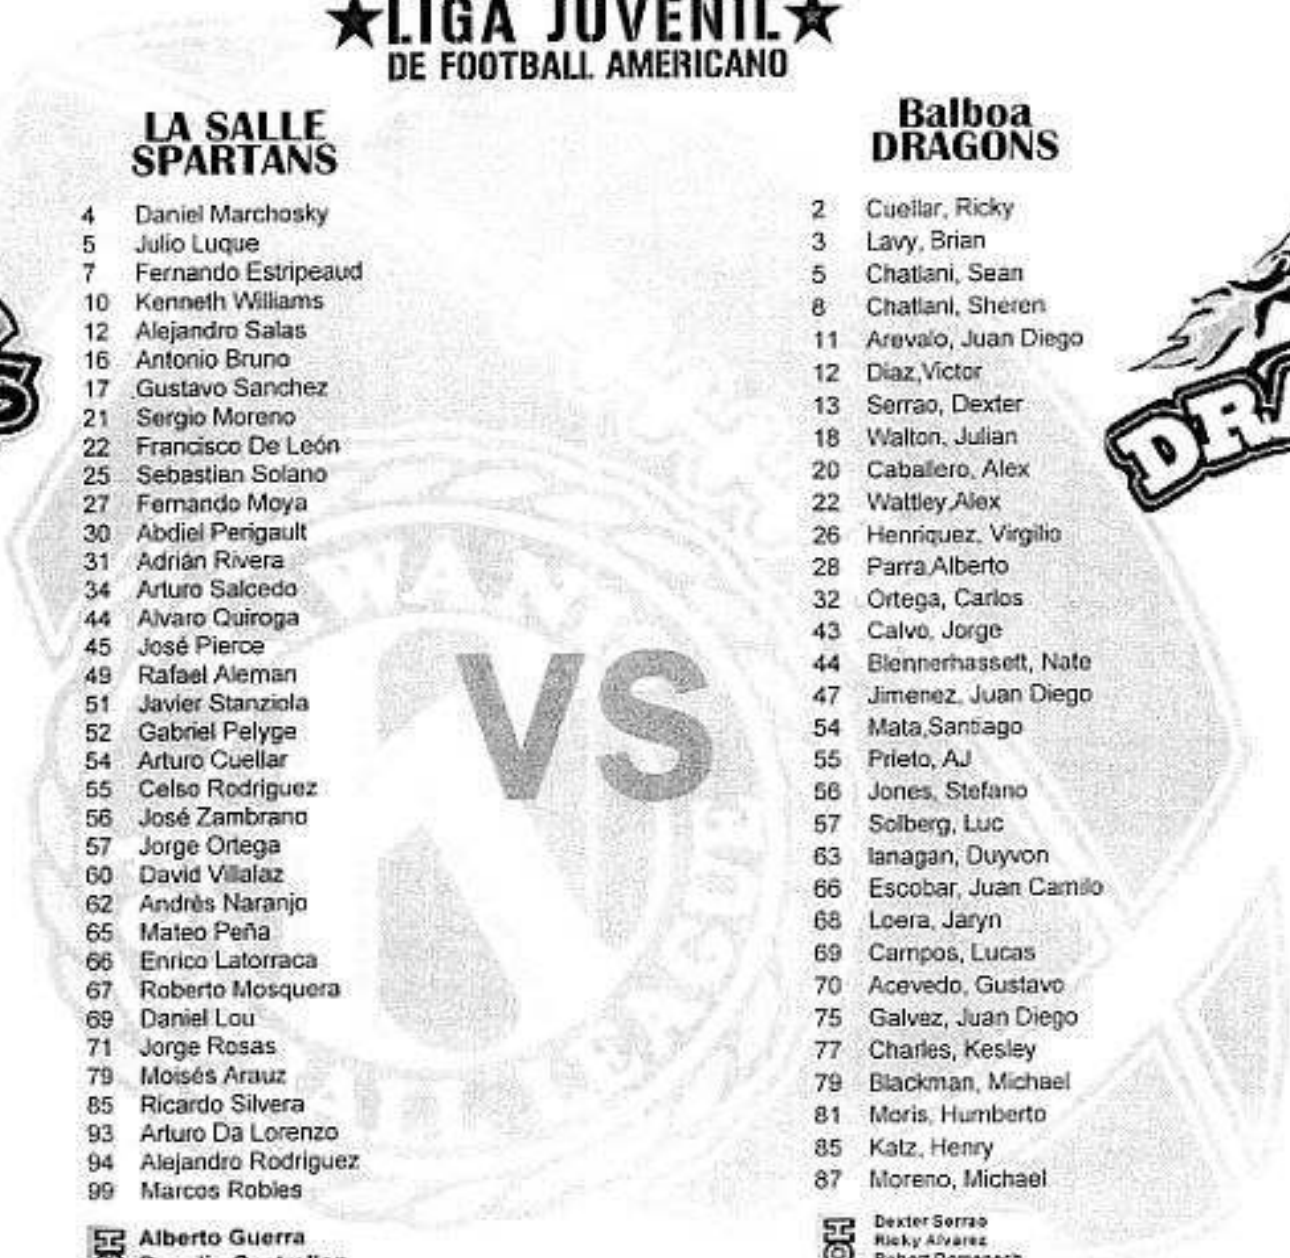 LIGA JUVENIL
DE FOOTBALL AMERICANO
LA SALLE
SPARTANS
4 Daniel Marchosky
5 Julio Luque
7 Fernando Estripeaud
10 Kenneth Williams
12 Alejandro Salas
16 Antonio Bruno
17 Gustavo Sanchez
21 Sergio Moreno
22 Francisco De León
25 Sebastian Solano
27 Fernando Moya
30 Abdiel Perigault
31 Adrián Rivera
34 Arturo Salcedo
44 Alvaro Quiroga
45 José Pierce
49 Rafael Aleman
51 Javier Stanziola
52 Gabriel Pelyga
54 Arturo Cuellar
55 Celso Rodriguez
56 José Zambrano
57 Jorge Ortega
60 David Villalaz
62 Andrès Naranjo
65 Mateo Peña
66 Enrico Latorraca
67 Roberto Mosquera
69 Daniel Lou
71 Jorge Rosas
79 Moisés Arauz
85 Ricardo Silvera
93 Arturo Da Lorenzo
94 Alejandro Rodriguez
99 Marcos Robles
Alberto Guerra
VS
Balboa
DRAGONS
2 Cuellar, Ricky
3 Lavy, Brian
5 Chatlani, Sean
8 Chatlani, Sheren
11 Arevalo, Juan Diego
12 Diaz,Victor
13 Serrao, Dexter
18 Walton, Julian
20 Caballero, Alex
22 Wattley,Alex
26 Henriquez, Virgilio
28 Parra,Alberto
32 Ortega, Carlos
43 Calvo, Jorge
44 Blennerhassett, Nate
47 Jimenez, Juan Diego
54 Mata,Santiago
55 Prieto, AJ
56 Jones, Stefano
57 Solberg, Luc
63 Ianagan, Duyvon
66 Escobar, Juan Camilo
68 Loera, Jaryn
69 Campos, Lucas
70 Acevedo, Gustavo
75 Galvez, Juan Diego
77 Charles, Kesley
79 Blackman, Michael
81 Moris, Humberto
85 Katz, Henry
87 Moreno, Michael
Dexter Serrao
Ricky Alvarez